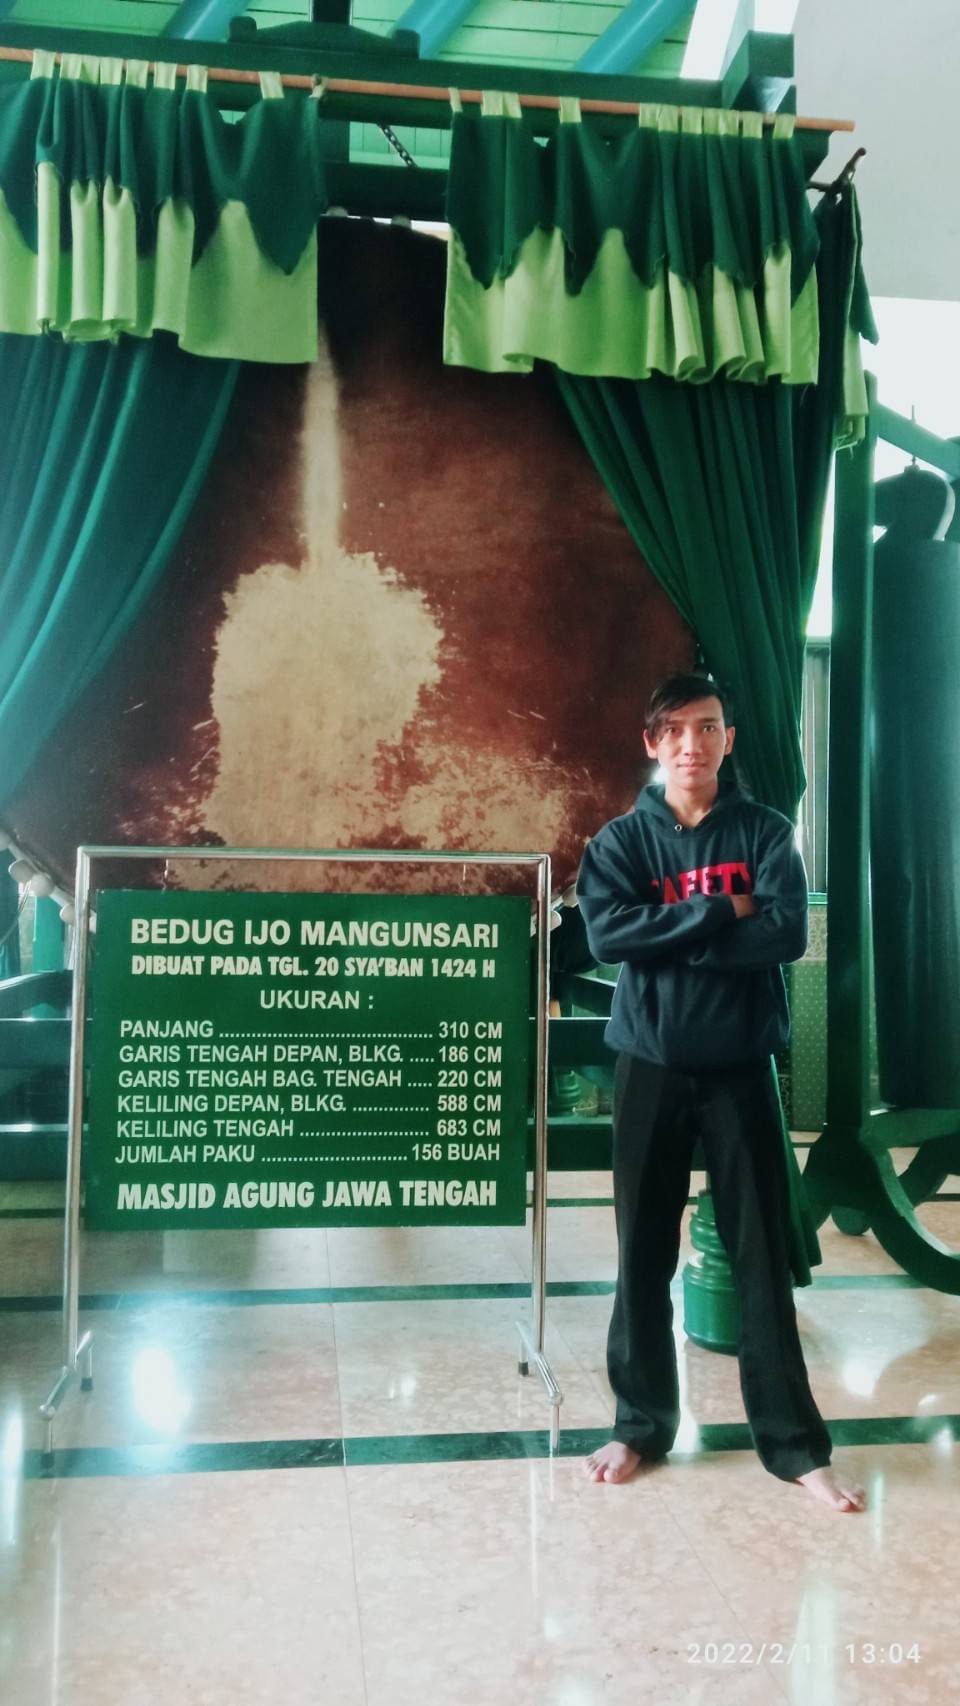 BEDUG IJO MANGUNSARI
DIBUAT PADA TGL. 20 SYA'BAN 1424 H
UKURAN :
PANJANG ........................................ 310 CM
GARIS TENGAH DEPAN, BLKG. ..... 186 CM
GARIS TENGAH BAG. TENGAH ..... 220 CM
KELILING DEPAN, BLKG. ............... 588 CM
KELILING TENGAH ......................... 683 CM
JUMLAH PAKU ............................ 156 BUAH
MASJID AGUNG JAWA TENGAH
2022/2/11 13:04